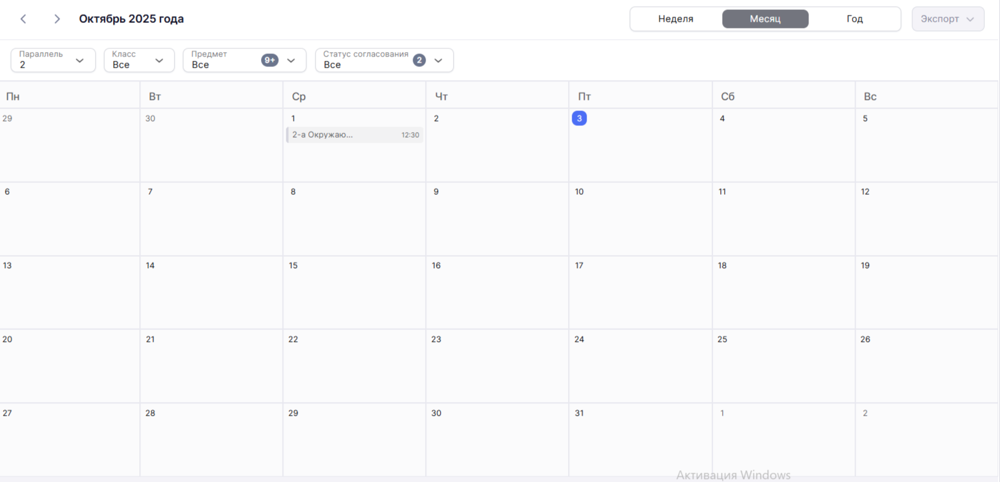 Октябрь 2025 года
Неделя Месяц Год Экспорт
Параллель Класс Предмет Статус согласования
2 Все Все 9+ Все 2
Пн Вт Ср Чт Пт Сб Вс
29 30 1 2 3 4 5
2-а Окружаю... 12:30
6 7 8 9 10 11 12
13 14 15 16 17 18 19
20 21 22 23 24 25 26
27 28 29 30 31 1 2
Активация Windows